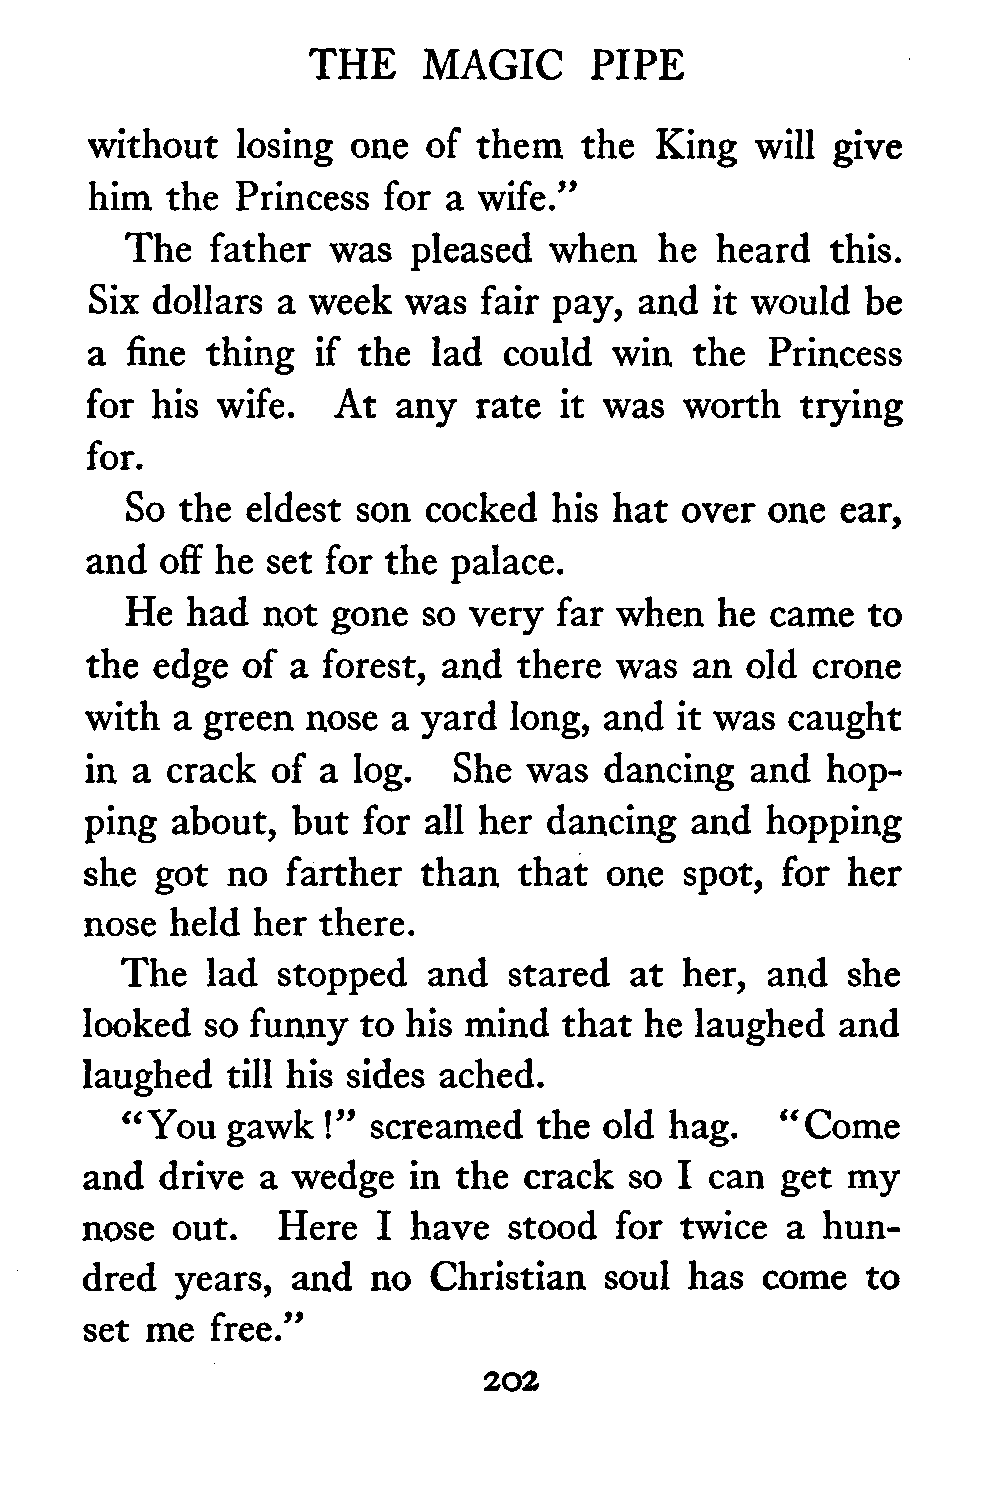 THE MAGIC PIPE
without losing one of them the King will give
him the Princess for a wife.”
The father was pleased when he heard this.
Six dollars a week was fair pay, and it would be
a fine thing if the lad could win the Princess
for his wife. At any rate it was worth trying
for.
So the eldest son cocked his hat over one ear,
and off he set for the palace.
He had not gone so very far when he came to
the edge of a forest, and there was an old crone
with a green nose a yard long, and it was caught
in a crack of a log. She was dancing and hop-
ping about, but for all her dancing and hopping
she got no farther than that one spot, for her
nose held her there.
The lad stopped and stared at her, and she
looked so funny to his mind that he laughed and
laughed till his sides ached.
“You gawk!” screamed the old hag. “Come
and drive a wedge in the crack so I can get my
nose out. Here I have stood for twice a hun-
dred years, and no Christian soul has come to
set me free.”
202